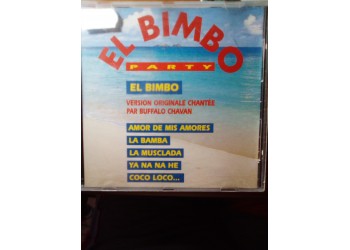 EL BIMBO
PARTY
EL BIMBO
VERSION ORIGINALE CHANTÉE
PAR BUFFALO CHAVAN
AMOR DE MIS AMORES
LA BAMBA
LA MUSCLADA
YA NA NA HE
COCO LOCO...